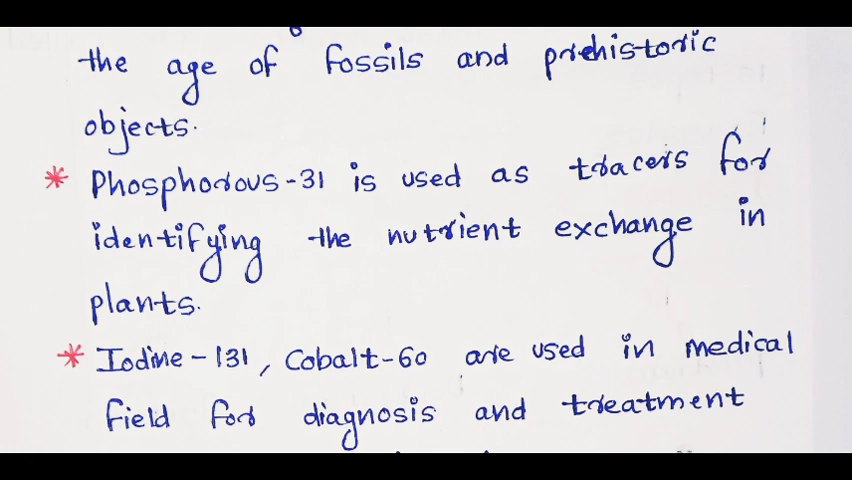 the age of fossils and prehistoric
objects.
* Phosphorous-31 is used as tracers for
identifying the nutrient exchange in
plants.
* Iodine-131, Cobalt-60 are used in medical
field for diagnosis and treatment